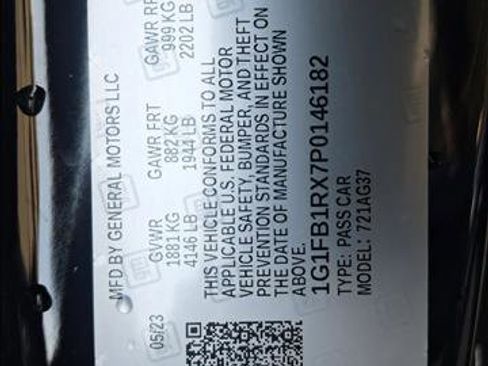 MFD BY GENERAL MOTORS LLC
05/23
GVWR GAWR FRT GAWR RR
1881 KG 882 KG 999 KG
4146 LB 1944 LB 2202 LB
THIS VEHICLE CONFORMS TO ALL
APPLICABLE U.S. FEDERAL MOTOR
VEHICLE SAFETY, BUMPER, AND THEFT
PREVENTION STANDARDS IN EFFECT ON
THE DATE OF MANUFACTURE SHOWN
ABOVE.
1G1FB1RX7P0146182
TYPE: PASS CAR
MODEL: 721AG37